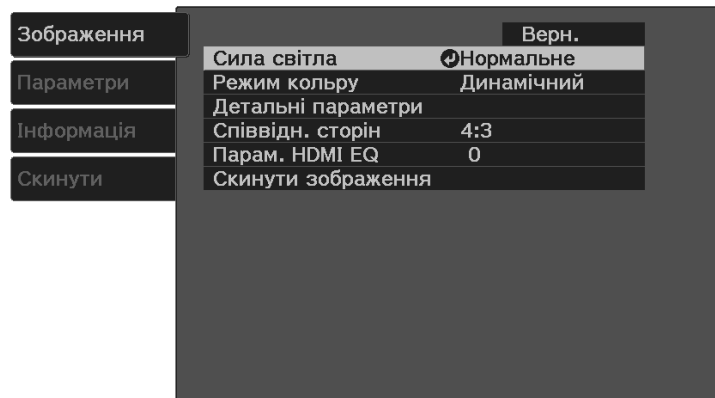 Зображення
Параметри
Інформація
Скинути
Верн.
Сила світла Нормальне
Режим кольру Динамічний
Детальні параметри
Співвідн. сторін 4:3
Парам. HDMI EQ 0
Скинути зображення